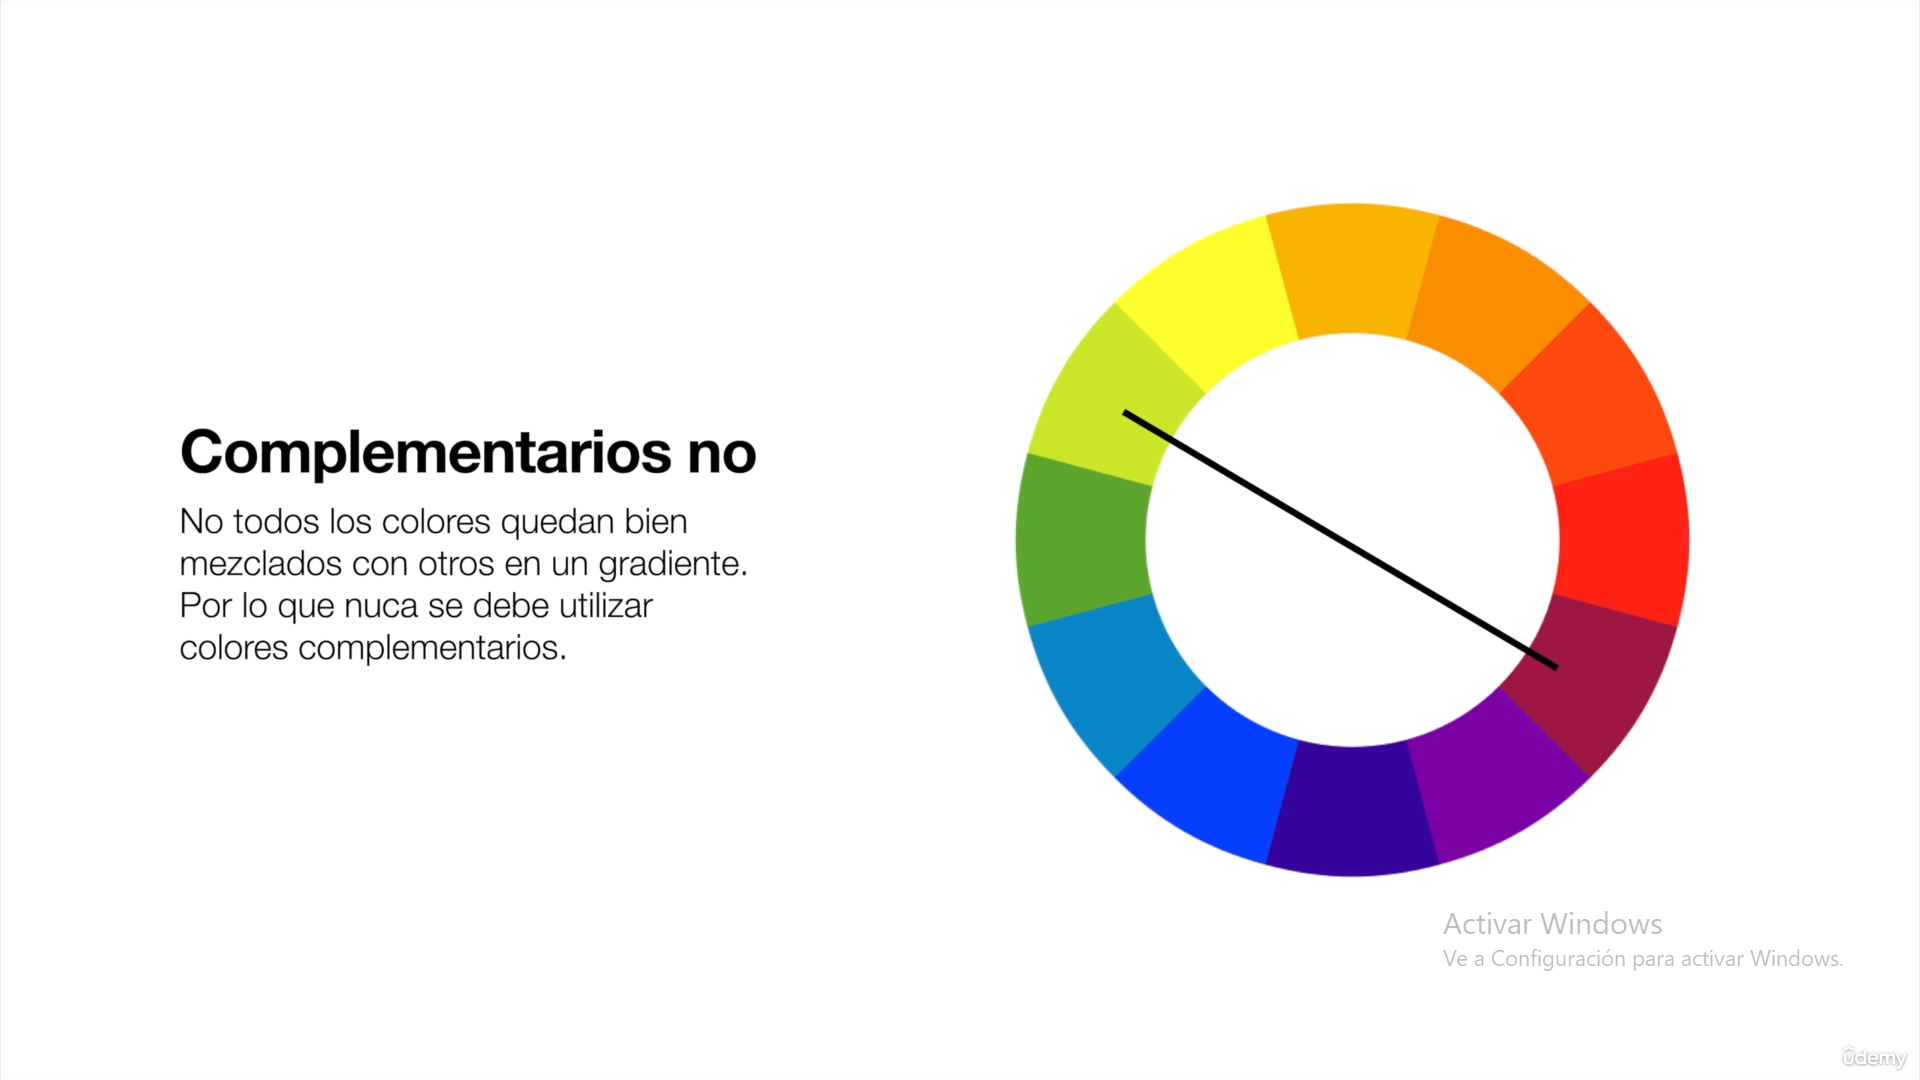 Complementarios no
No todos los colores quedan bien
mezclados con otros en un gradiente.
Por lo que nuca se debe utilizar
colores complementarios.
Activar Windows
Ve a Configuración para activar Windows.
ûdemy